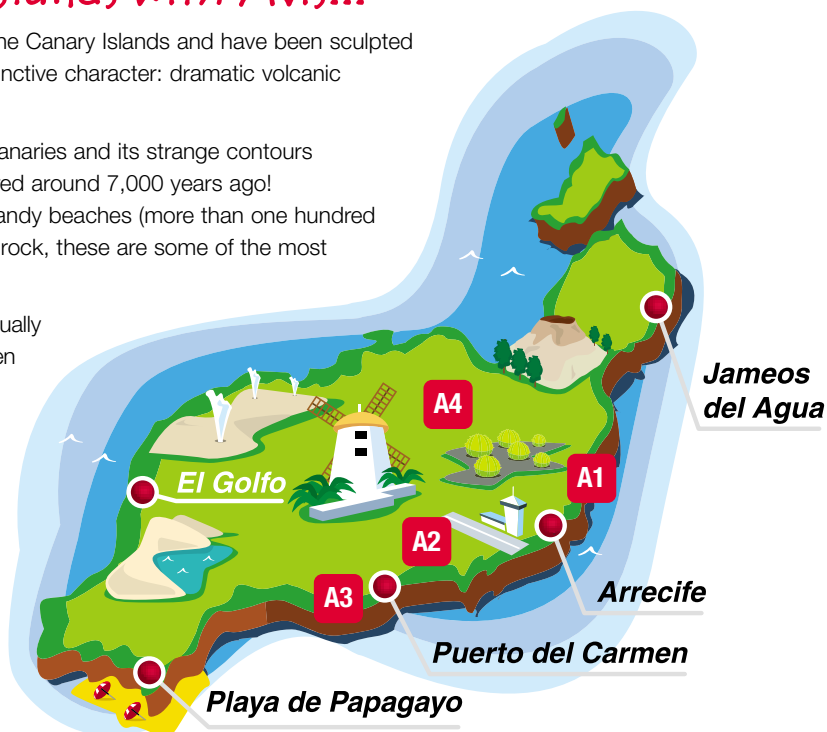 he Canary Islands and have been sculpted
nctive character: dramatic volcanic
anaries and its strange contours
ed around 7,000 years ago!
andy beaches (more than one hundred
rock, these are some of the most
ually
en
Jameos
del Agua
A4
A1
El Golfo
A2
Arrecife
A3
Puerto del Carmen
Playa de Papagayo